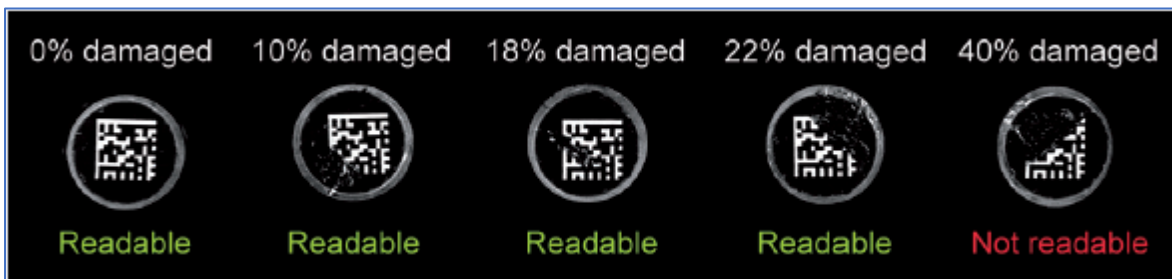 0% damaged 10% damaged 18% damaged 22% damaged 40% damaged
Readable Readable Readable Readable Not readable